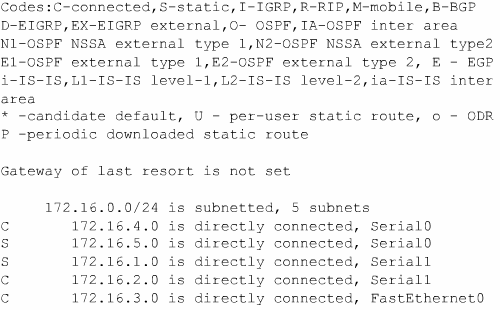 Codes:C-connected,S-static,I-IGRP,R-RIP,M-mobile,B-BGP
D-EIGRP,EX-EIGRP external,O- OSPF,IA-OSPF inter area
N1-OSPF NSSA external type 1,N2-OSPF NSSA external type2
E1-OSPF external type 1,E2-OSPF external type 2, E - EGP
i-IS-IS,L1-IS-IS level-1,L2-IS-IS level-2,ia-IS-IS inter
area
* -candidate default, U - per-user static route, o - ODR
P -periodic downloaded static route
Gateway of last resort is not set
172.16.0.0/24 is subnetted, 5 subnets
C 172.16.4.0 is directly connected, Serial0
S 172.16.5.0 is directly connected, Serial0
S 172.16.1.0 is directly connected, Serial1
C 172.16.2.0 is directly connected, Serial1
C 172.16.3.0 is directly connected, FastEthernet0